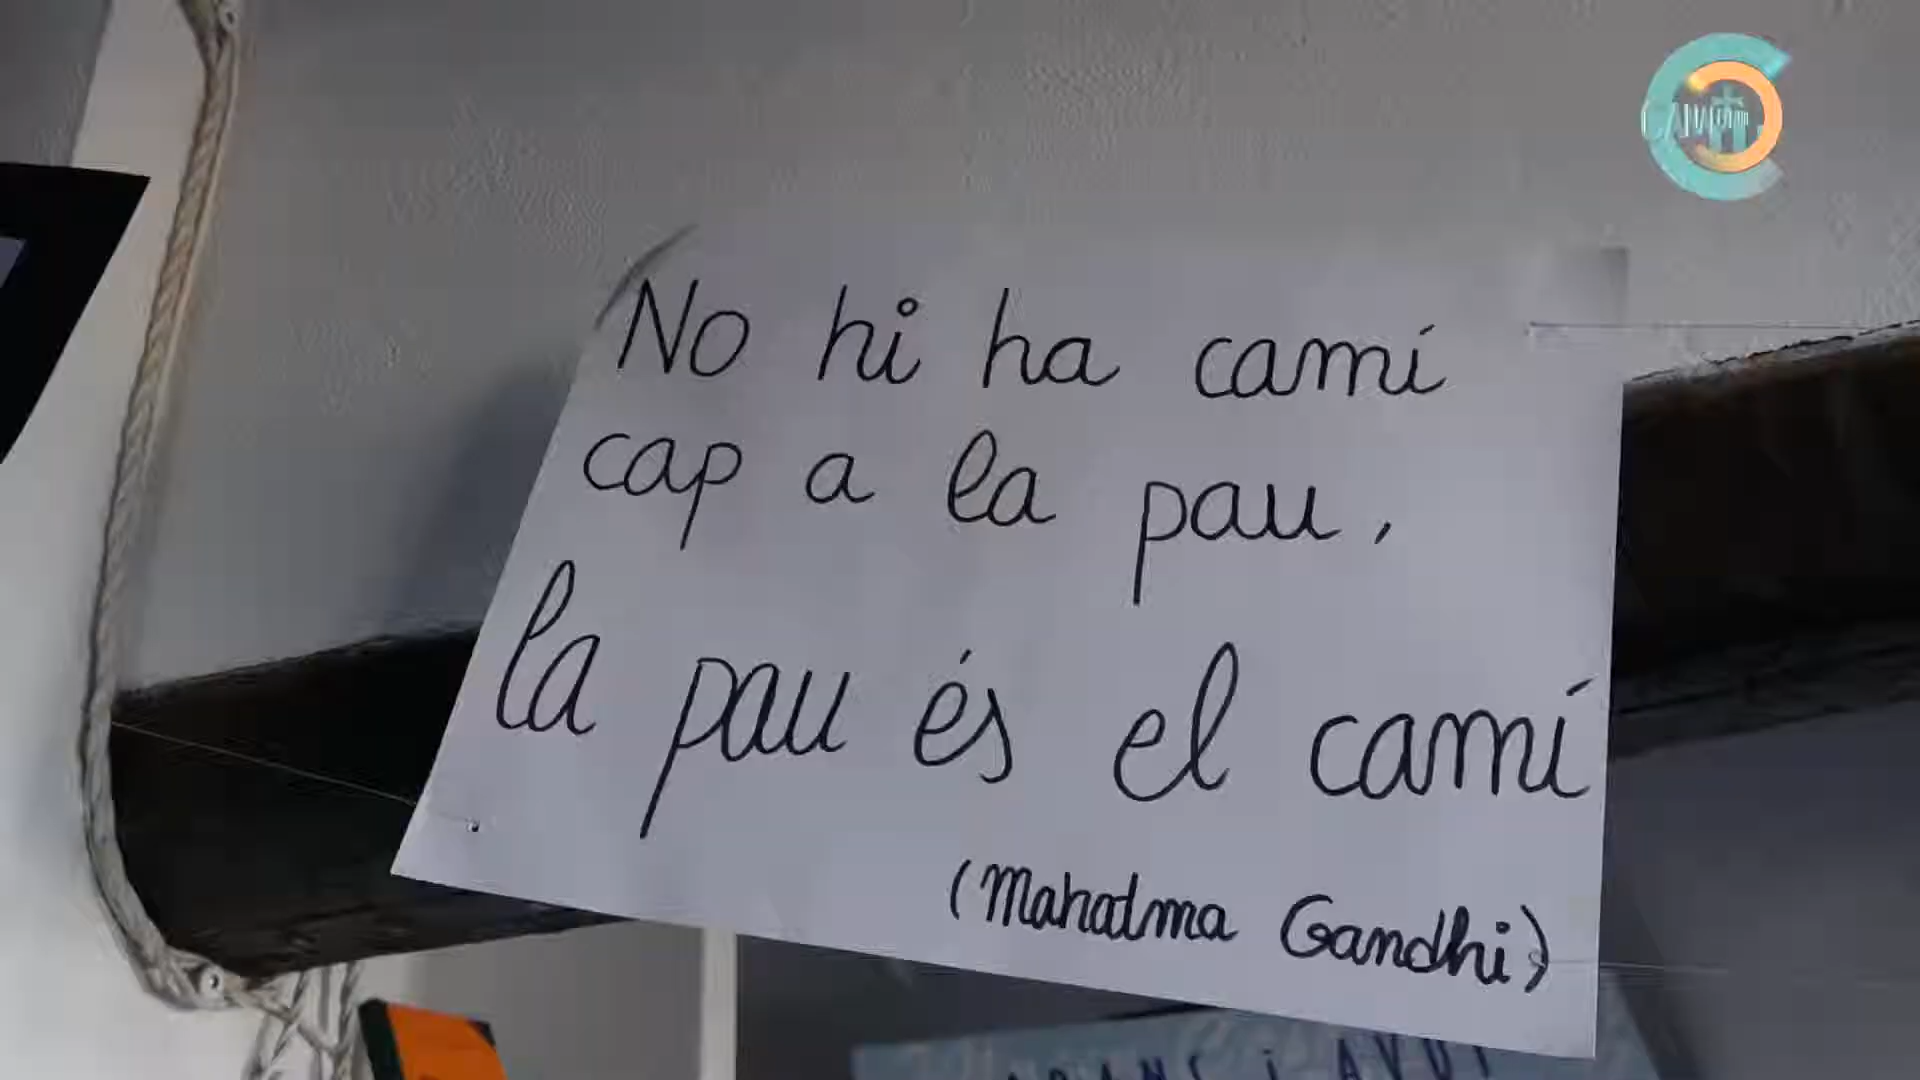 No hi ha camí
cap a la pau,
la pau és el camí
(Mahatma Gandhi)